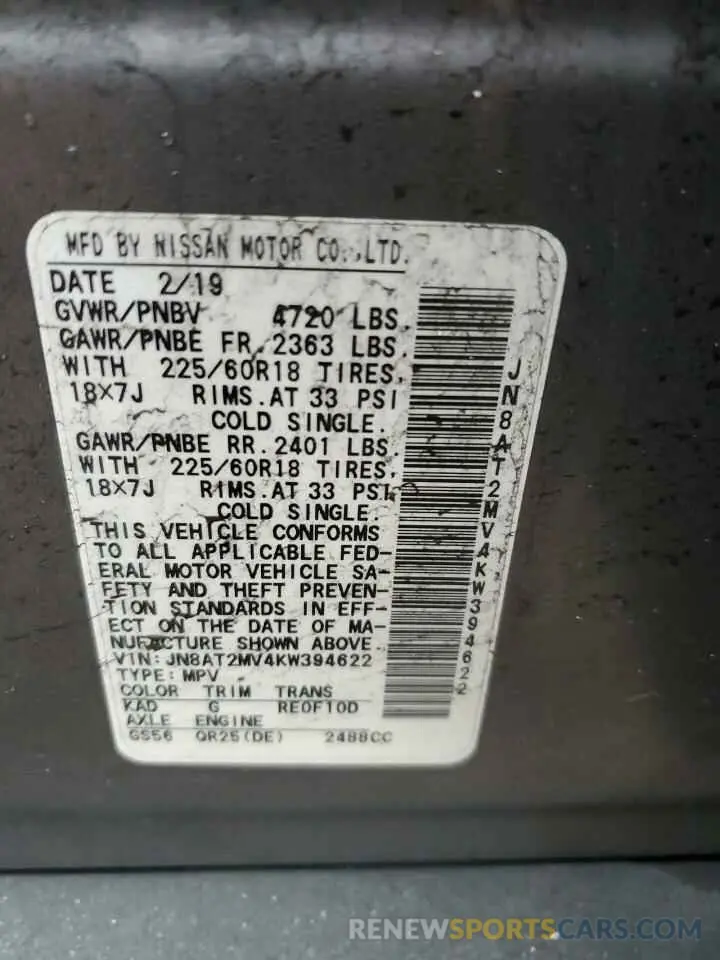 MFD BY NISSAN MOTOR CO.,LTD.
DATE 2/19
GVWR/PNBV 4720 LBS.
GAWR/PNBE FR. 2363 LBS.
WITH 225/60R18 TIRES,
18X7J RIMS.AT 33 PSI
COLD SINGLE.
GAWR/PNBE RR. 2401 LBS.
WITH 225/60R18 TIRES,
18X7J RIMS.AT 33 PSI
COLD SINGLE.
THIS VEHICLE CONFORMS
TO ALL APPLICABLE FED-
ERAL MOTOR VEHICLE SA-
FETY AND THEFT PREVEN-
TION STANDARDS IN EFF-
ECT ON THE DATE OF MA-
NUFACTURE SHOWN ABOVE.
VIN: JN8AT2MV4KW394622
TYPE: MPV
COLOR TRIM TRANS
KAD G RE0F10D
AXLE ENGINE
GS56 QR25(DE) 2488CC
JN8AT2MV4KW394622
RENEWSPORTSCARS.COM